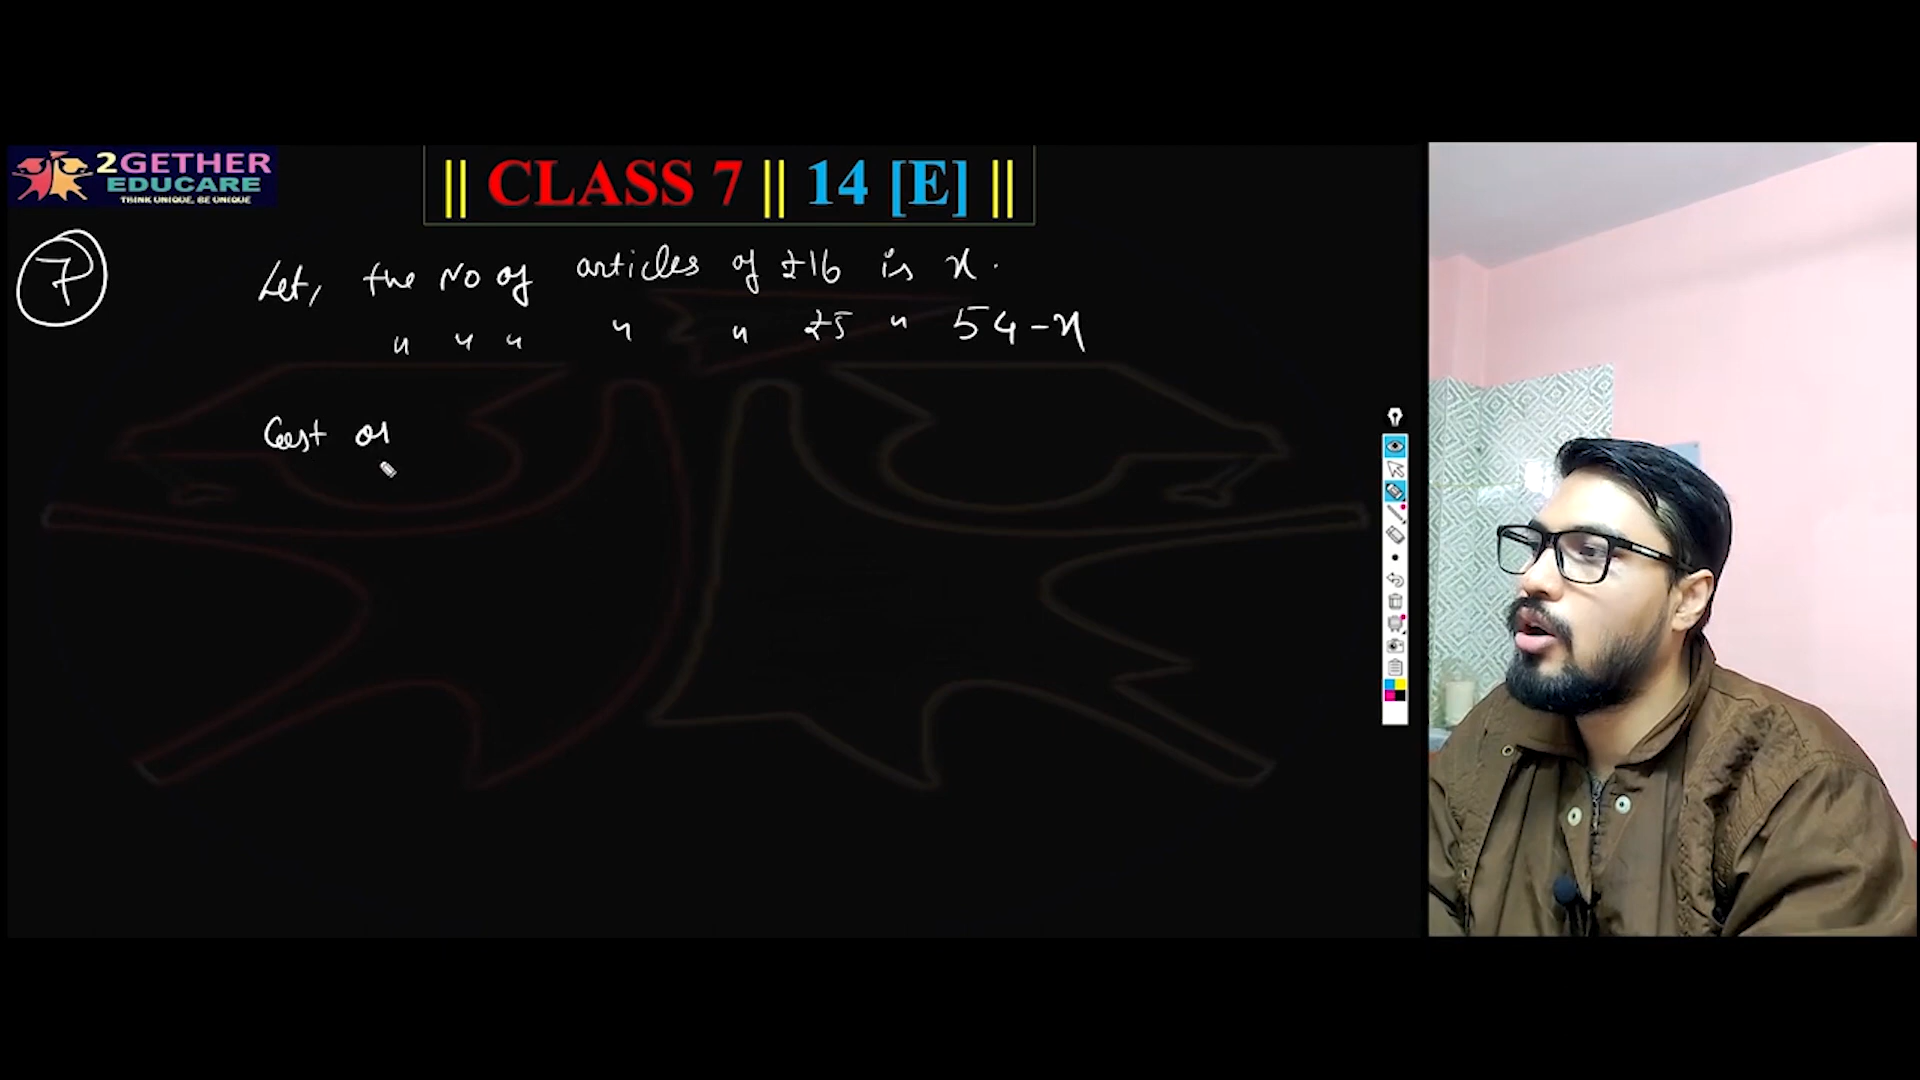 2GETHER
EDUCARE
THINK UNIQUE, BE UNIQUE
|| CLASS 7 || 14 [E] ||
7
Let, the No of articles of ₹16 is x.
" " " " " ₹5 " 54-x
Cost of